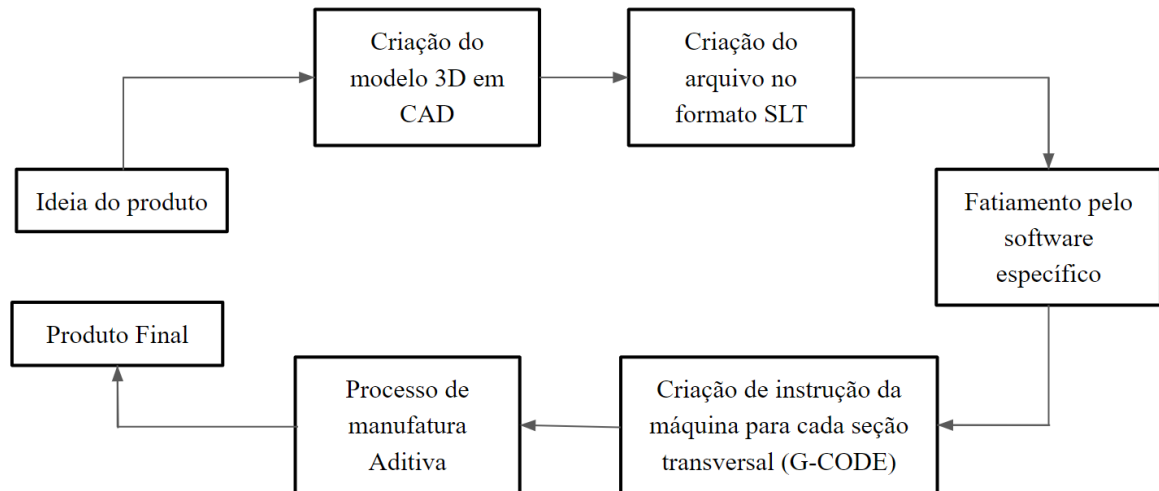 Ideia do produto
Criação do
modelo 3D em
CAD
Criação do
arquivo no
formato SLT
Fatiamento pelo
software
específico
Criação de instrução da
máquina para cada seção
transversal (G-CODE)
Processo de
manufatura
Aditiva
Produto Final